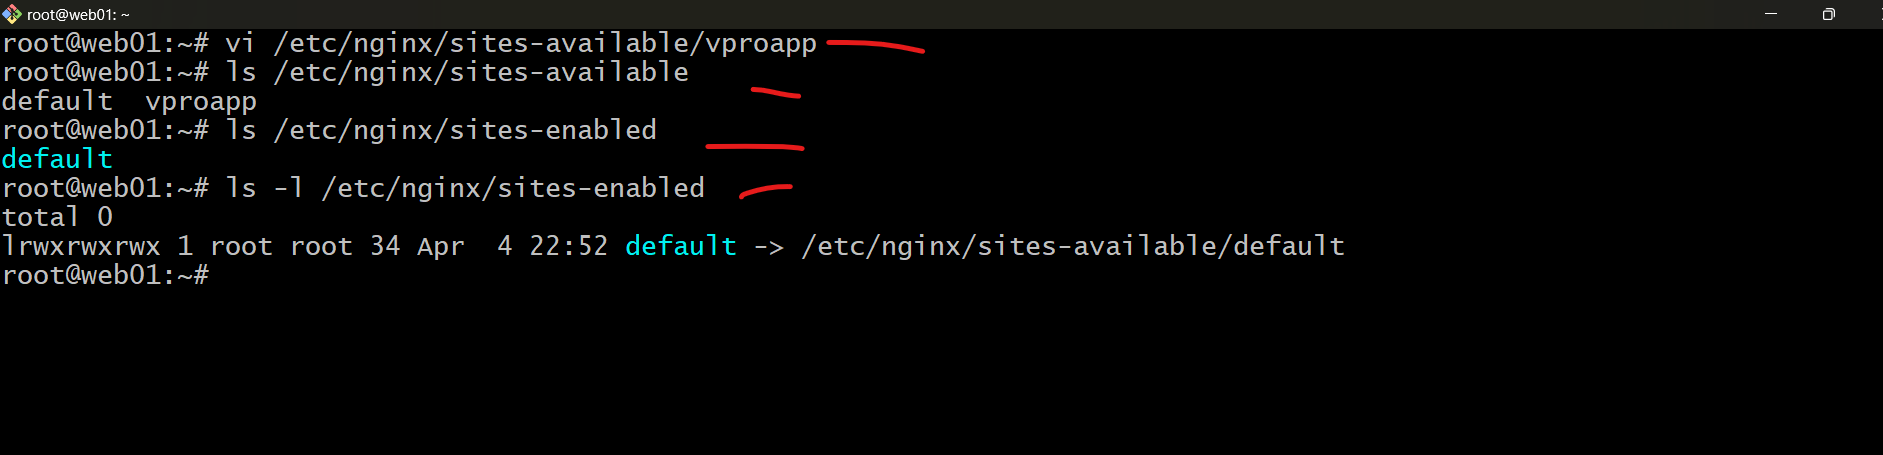 root@web01: ~
root@web01:~# vi /etc/nginx/sites-available/vproapp
root@web01:~# ls /etc/nginx/sites-available
default  vproapp
root@web01:~# ls /etc/nginx/sites-enabled
default
root@web01:~# ls -l /etc/nginx/sites-enabled
total 0
lrwxrwxrwx 1 root root 34 Apr  4 22:52 default -> /etc/nginx/sites-available/default
root@web01:~#